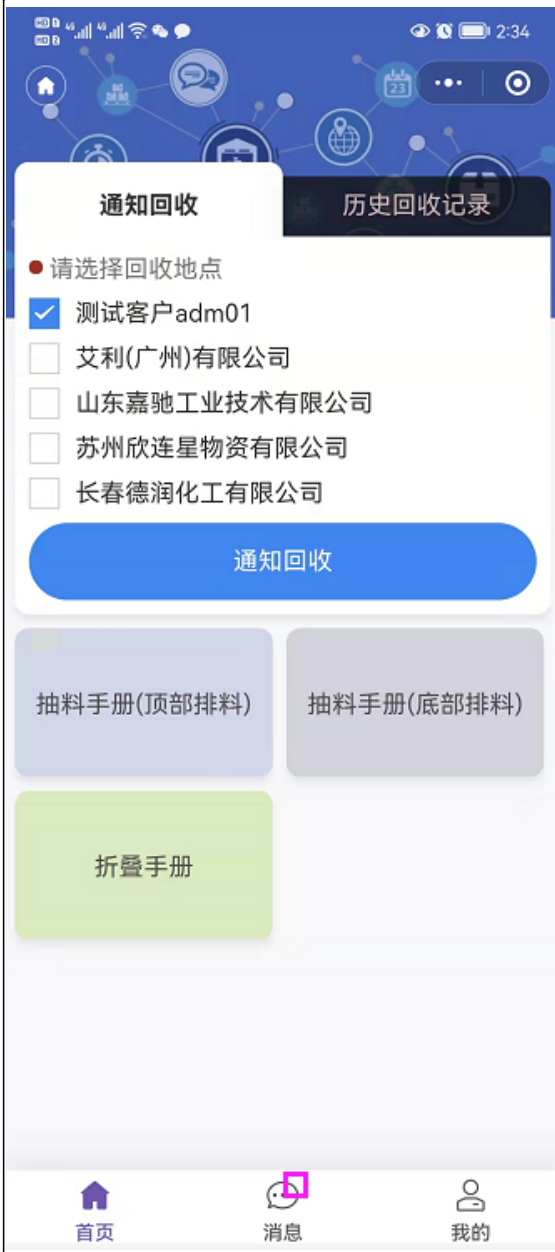 2:34
23
通知回收
历史回收记录
请选择回收地点
测试客户adm01
艾利(广州)有限公司
山东嘉驰工业技术有限公司
苏州欣连星物资有限公司
长春德润化工有限公司
通知回收
抽料手册(顶部排料)
抽料手册(底部排料)
折叠手册
首页
消息
我的